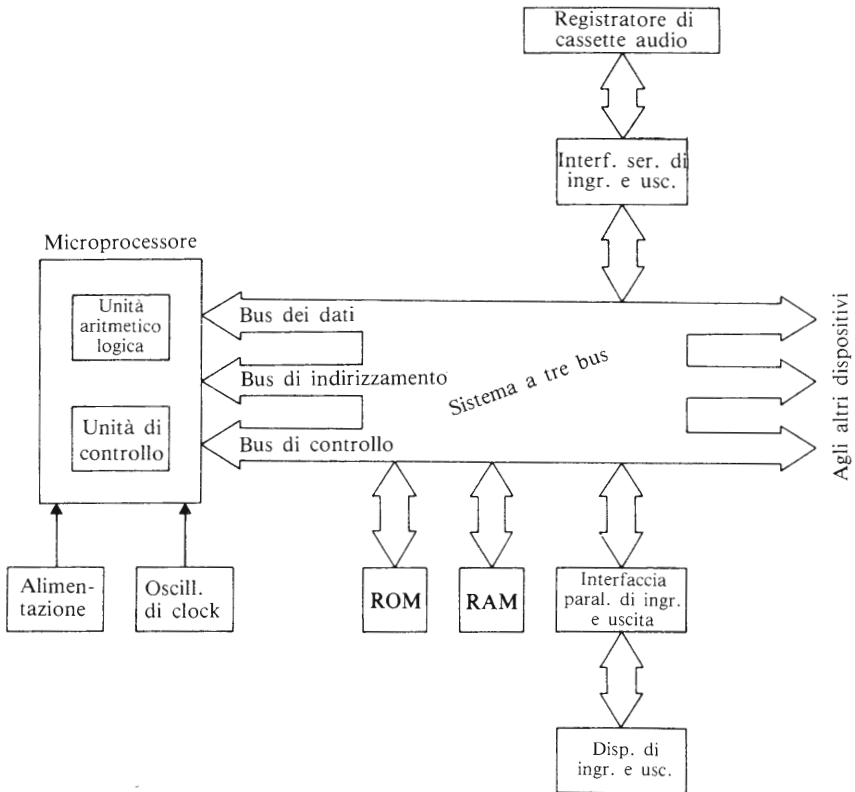 Registratore di
cassette audio
Interf. ser. di
ingr. e usc.
Microprocessore
Unità
aritmetico
logica
Unità di
controllo
Bus dei dati
Bus di indirizzamento
Bus di controllo
Sistema a tre bus
Agli altri dispositivi
Alimen-
tazione
Oscill.
di clock
ROM
RAM
Interfaccia
paral. di ingr.
e uscita
Disp. di
ingr. e usc.